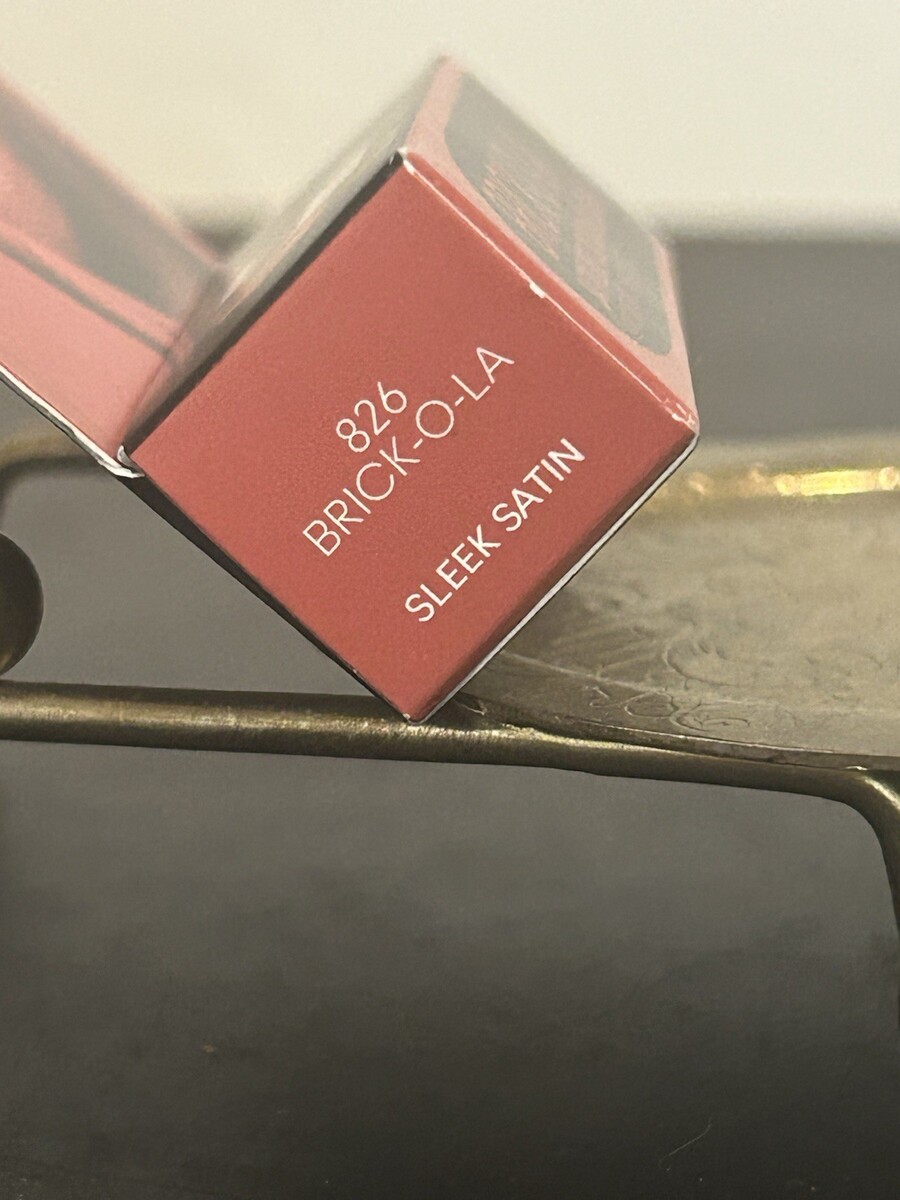 826
BRICK-O-LA
SLEEK SATIN